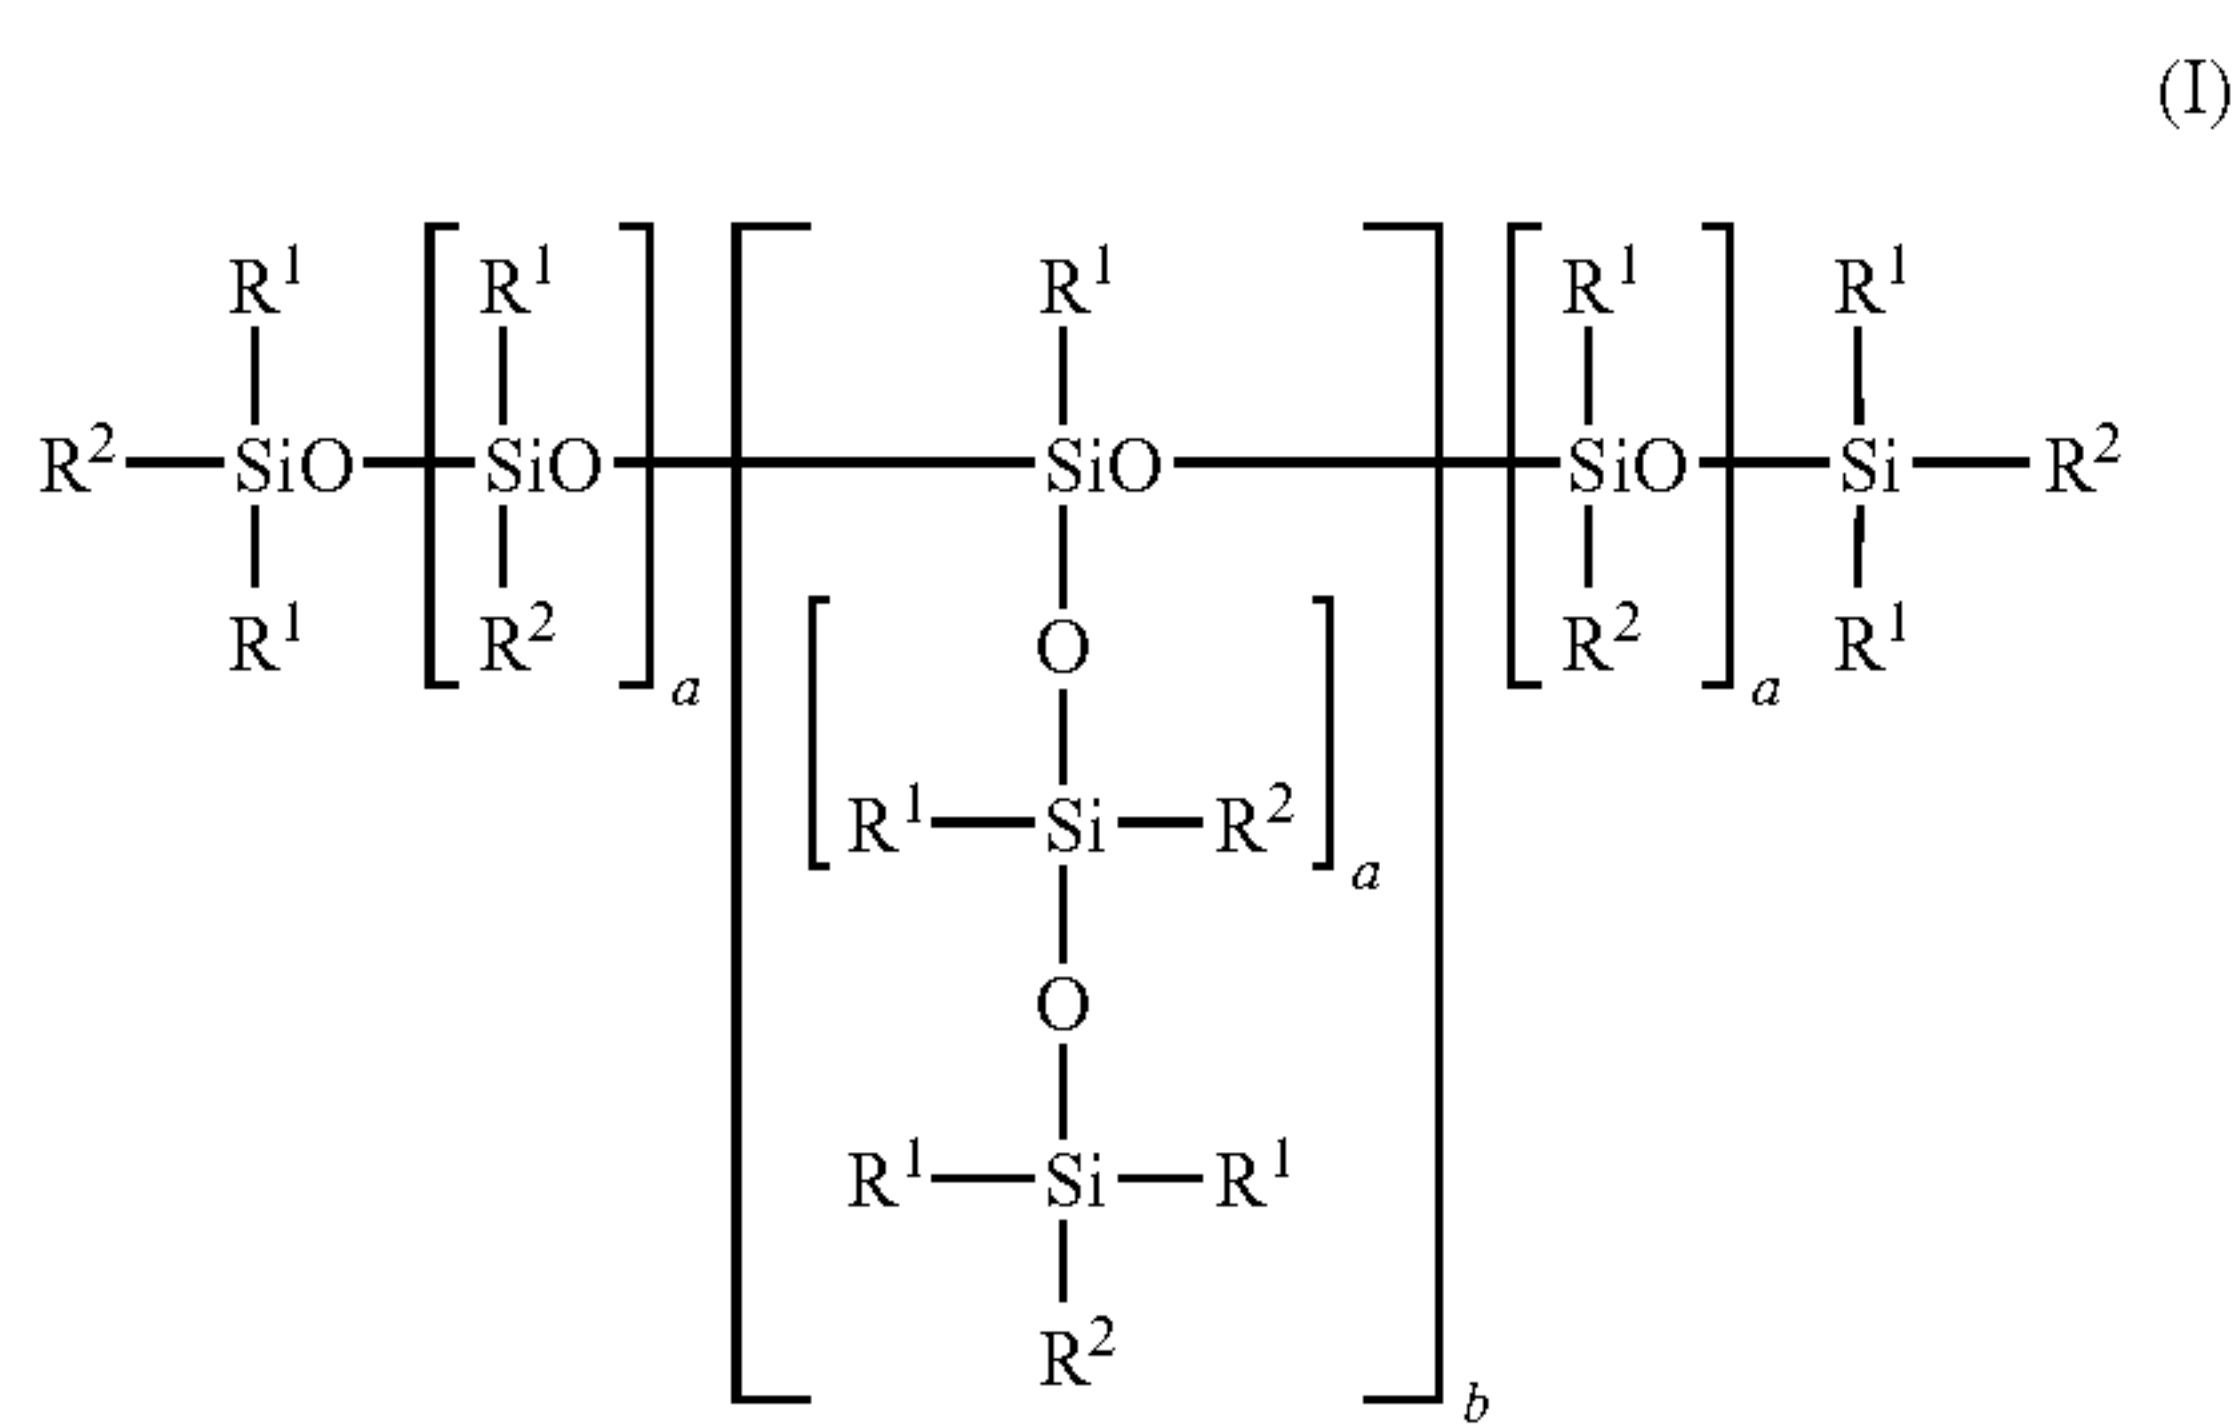 (I)
R¹ R¹ R¹ R¹ R¹
R²—SiO—[SiO]—[SiO]—[SiO]—Si—R²
R¹ R² O R² R¹
a a
R¹—Si—R²
a
O
R¹—Si—R¹
R²
b